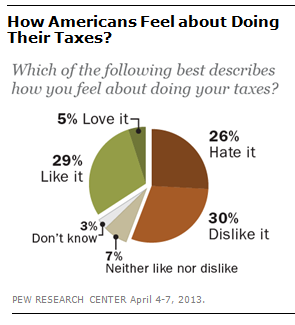 How Americans Feel about Doing
Their Taxes?
Which of the following best describes
how you feel about doing your taxes?
5% Love it
26%
Hate it
29%
Like it
30%
Dislike it
3%
Don't know
7%
Neither like nor dislike
PEW RESEARCH CENTER April 4-7, 2013.